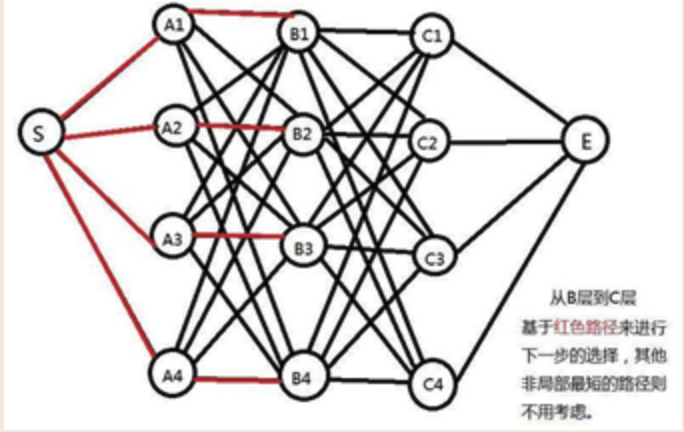 A1
B1
C1
S
A2
B2
C2
E
A3
B3
C3
A4
B4
C4
从B层到C层
基于红色路径来进行
下一步的选择，其他
非局部最短的路径则
不用考虑。